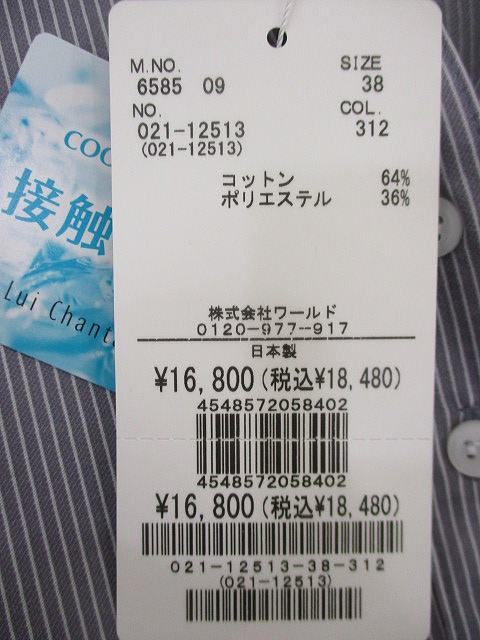 M.NO.
6585 09
SIZE
38
NO.
021-12513
(021-12513)
COL.
312
コットン 64%
ポリエステル 36%
株式会社ワールド
0120-977-917
日本製
¥16,800(税込¥18,480)
4548572058402
4548572058402
¥16,800(税込¥18,480)
021-12513-38-312
(021-12513)
接触
Lui